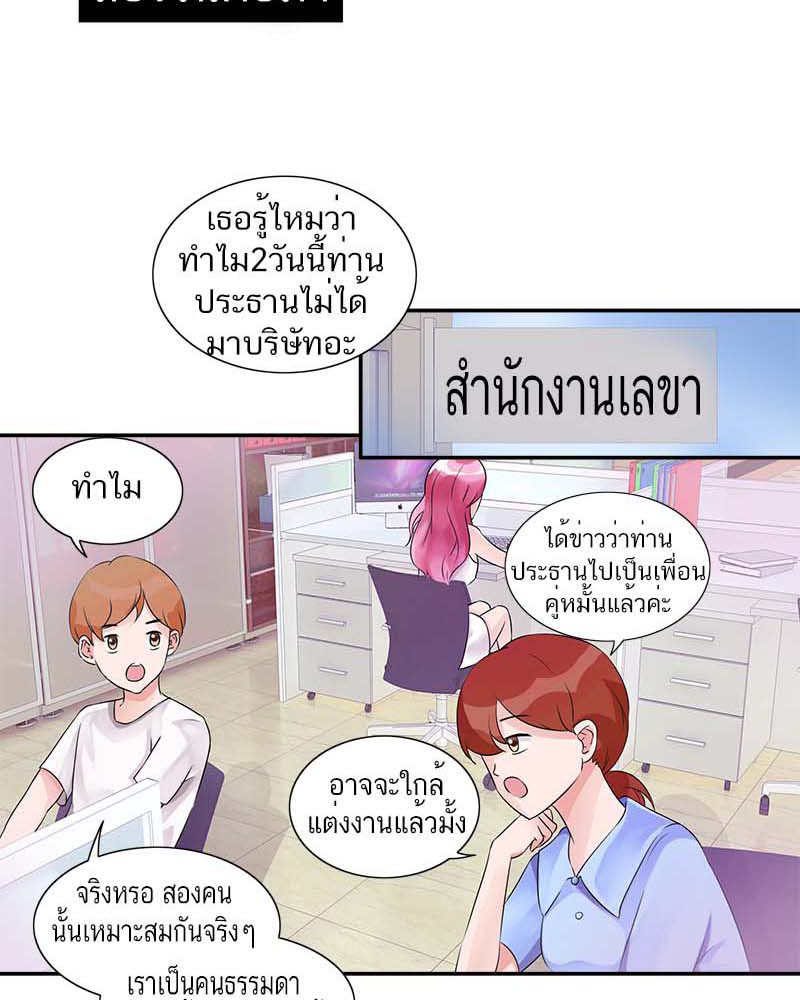 เธอรู้ไหมว่า
ทำไม2วันนี้ท่าน
ประธานไม่ได้
มาบริษัทอะ
สำนักงานเลขา
ทำไม
ได้ข่าวว่าท่าน
ประธานไปเป็นเพื่อน
คู่หมั้นแล้วค่ะ
อาจจะใกล้
แต่งงานแล้วมั้ง
จริงหรอ สองคน
นั้นเหมาะสมกันจริงๆ
เราเป็นคนธรรมดา